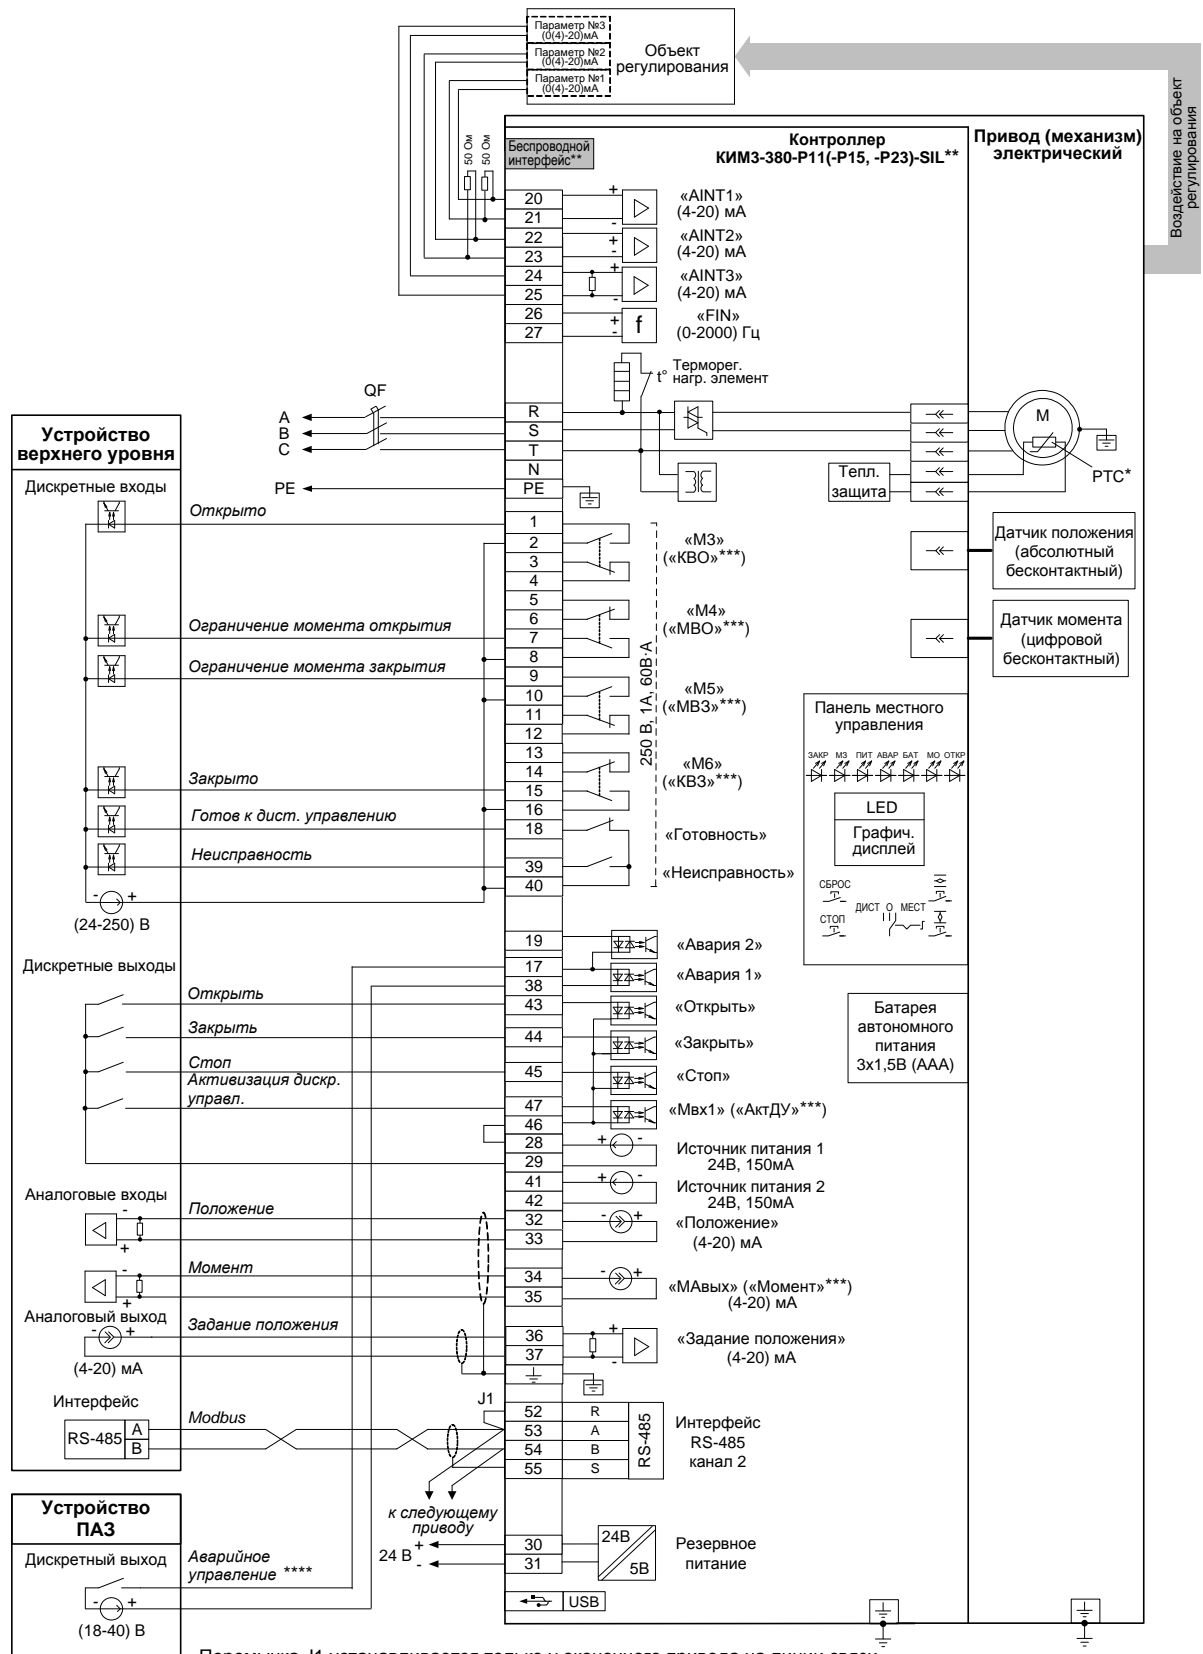 Параметр №3
(0(4)-20)мА
Параметр №2
(0(4)-20)мА
Параметр №1
(0(4)-20)мА
Объект
регулирования
Воздействие на объект
регулирования
50 Ом
50 Ом
Беспроводной
интерфейс**
Контроллер
КИМ3-380-Р11(-Р15, -Р23)-SIL**
Привод (механизм)
электрический
20
21
22
23
24
25
26
27
+
-
«AINT1»
(4-20) мА
+
-
«AINT2»
(4-20) мА
+
-
«AINT3»
(4-20) мА
+
-
f
«FIN»
(0-2000) Гц
t°
Терморег.
нагр. элемент
QF
A
B
C
PE
R
S
T
N
PE
Тепл.
защита
М
РТС*
Устройство
верхнего уровня
Дискретные входы
Открыто
Ограничение момента открытия
Ограничение момента закрытия
Закрыто
Готов к дист. управлению
Неисправность
- +
(24-250) В
1
2
3
4
5
6
7
8
9
10
11
12
13
14
15
16
18
39
40
«М3»
(«КВО»***)
«М4»
(«МВО»***)
«М5»
(«МВЗ»***)
«М6»
(«КВЗ»***)
«Готовность»
«Неисправность»
250 В, 1А, 60В·А
Датчик положения
(абсолютный
бесконтактный)
Датчик момента
(цифровой
бесконтактный)
Панель местного
управления
ЗАКР МЗ ПИТ АВАР БАТ МО ОТКР
LED
Графич.
дисплей
СБРОС
СТОП
ДИСТ О МЕСТ
Батарея
автономного
питания
3х1,5В (ААА)
Дискретные выходы
Открыть
Закрыть
Стоп
Активизация дискр.
управл.
19
17
38
43
44
45
47
46
28
29
41
42
32
33
34
35
36
37
«Авария 2»
«Авария 1»
«Открыть»
«Закрыть»
«Стоп»
«Мвх1» («АктДУ»***)
+ -
Источник питания 1
24В, 150мА
+ -
Источник питания 2
24В, 150мА
- +
«Положение»
(4-20) мА
- +
«МАвых» («Момент»***)
(4-20) мА
+
-
«Задание положения»
(4-20) мА
Аналоговые входы
-
+
Положение
-
+
Момент
Аналоговый выход
- +
Задание положения
(4-20) мА
Интерфейс
RS-485
A
B
Modbus
J1
52 R
53 A
54 B
55 S
RS-485
Интерфейс
RS-485
канал 2
к следующему
приводу
24 В
+
-
30
31
24В
5В
Резервное
питание
USB
Устройство
ПАЗ
Дискретный выход
Аварийное
управление ****
- +
(18-40) В
Перемычка J1 устанавливается только у оконечного привода на линии связи